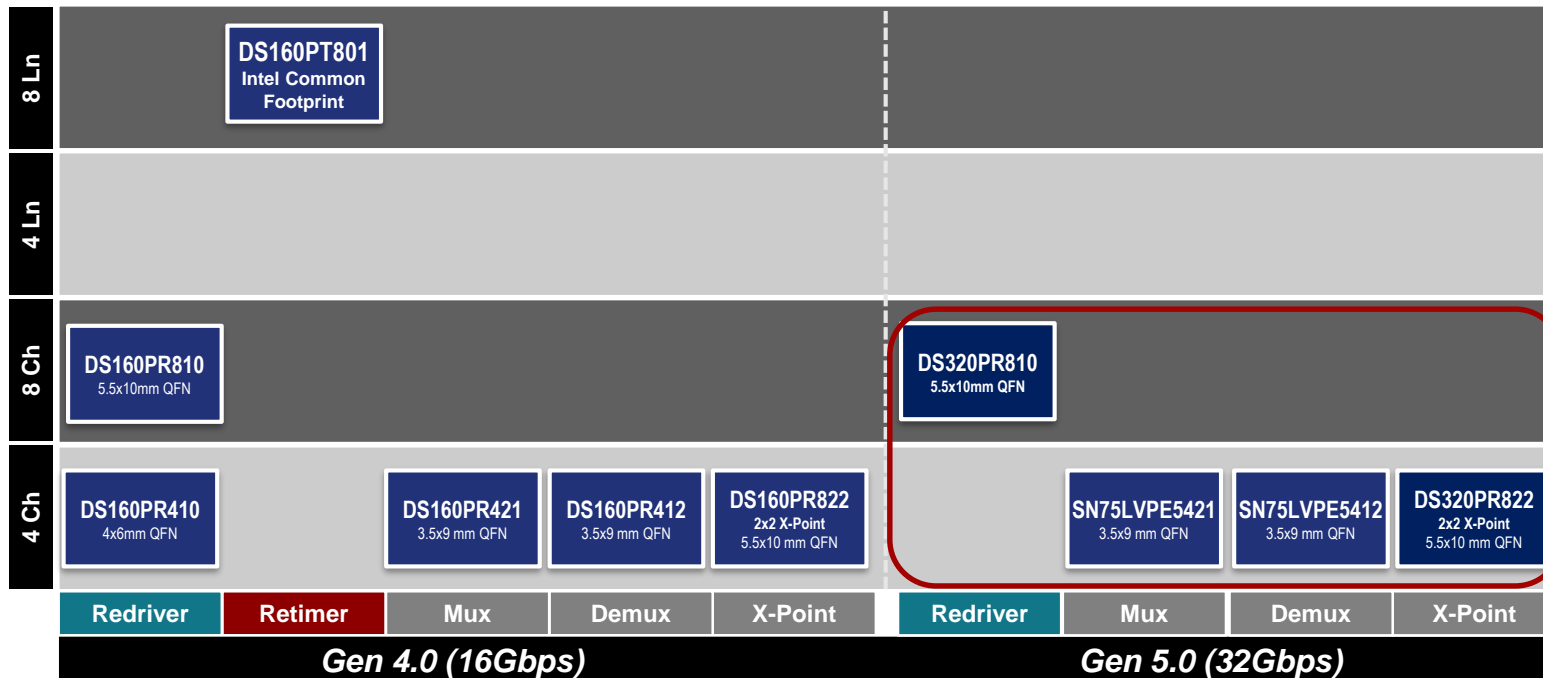 8 Ln
DS160PT801
Intel Common
Footprint
4 Ln
8 Ch
DS160PR810
5.5x10mm QFN
DS320PR810
5.5x10mm QFN
4 Ch
DS160PR410
4x6mm QFN
DS160PR421
3.5x9 mm QFN
DS160PR412
3.5x9 mm QFN
DS160PR822
2x2 X-Point
5.5x10 mm QFN
SN75LVPE5421
3.5x9 mm QFN
SN75LVPE5412
3.5x9 mm QFN
DS320PR822
2x2 X-Point
5.5x10 mm QFN
Redriver
Retimer
Mux
Demux
X-Point
Redriver
Mux
Demux
X-Point
Gen 4.0 (16Gbps)
Gen 5.0 (32Gbps)